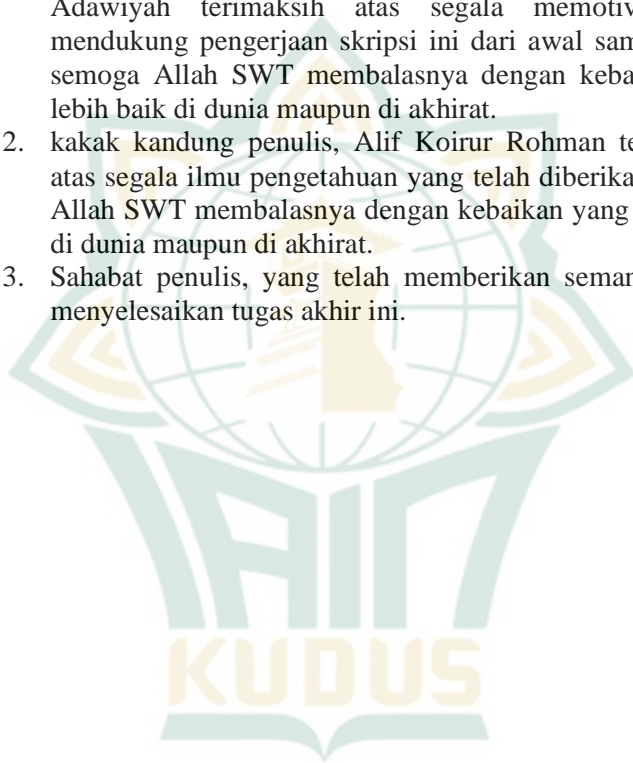 Adawiyah terimaksih atas segala
mendukung pengerjaan skripsi ini dari awal
semoga Allah SWT membalasnya dengan
lebih baik di dunia maupun di akhirat.
2. kakak kandung penulis, Alif Koirur Rohman
atas segala ilmu pengetahuan yang telah
Allah SWT membalasnya dengan kebaikan yang
di dunia maupun di akhirat.
3. Sahabat penulis, yang telah memberikan
menyelesaikan tugas akhir ini.
IAIN
KUDUS